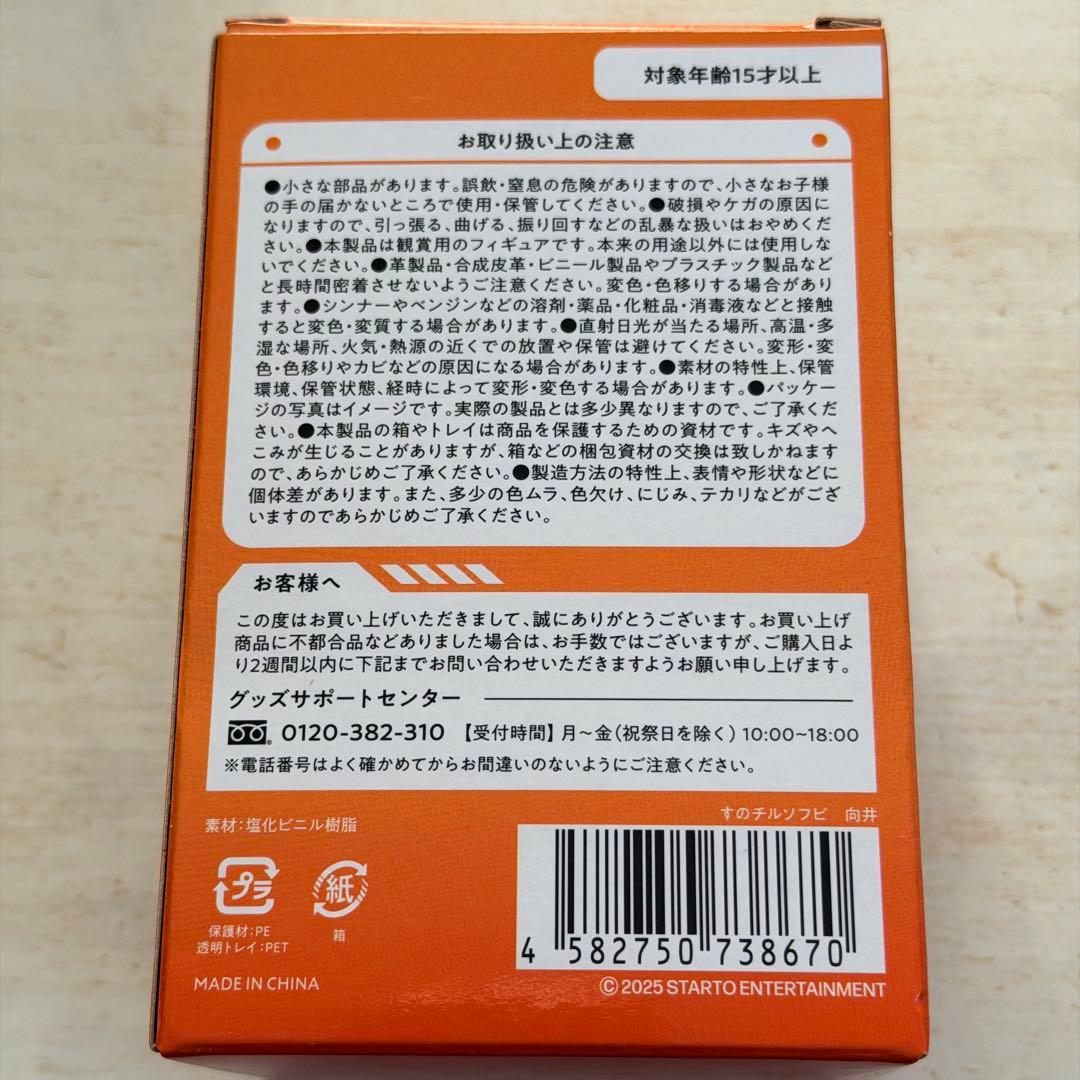 対象年齢15才以上
お取り扱い上の注意
●小さな部品があります。誤飲・窒息の危険がありますので、小さなお子様
の手の届かないところで使用・保管してください。●破損やケガの原因に
なりますので、引っ張る、曲げる、振り回すなどの乱暴な扱いはおやめくだ
さい。●本製品は観賞用のフィギュアです。本来の用途以外には使用しな
いでください。●革製品・合成皮革・ビニール製品やプラスチック製品など
と長時間密着させないようご注意ください。変色・色移りする場合があり
ます。●シンナーやベンジンなどの溶剤・薬品・化粧品・消毒液などと接触
すると変色・変質する場合があります。●直射日光が当たる場所、高温・多
湿な場所、火気・熱源の近くでの放置や保管は避けてください。変形・変
色・色移りやカビなどの原因になる場合があります。●素材の特性上、保管
環境、保管状態、経時によって変形・変色する場合があります。●パッケー
ジの写真はイメージです。実際の製品とは多少異なりますので、ご了承くだ
さい。●本製品の箱やトレイは商品を保護するための資材です。キズやへ
こみが生じることがありますが、箱などの梱包資材の交換は致しかねます
ので、あらかじめご了承ください。●製造方法の特性上、表情や形状などに
個体差があります。また、多少の色ムラ、色欠け、にじみ、テカリなどがござ
いますのであらかじめご了承ください。
お客様へ
この度はお買い上げいただきまして、誠にありがとうございます。お買い上げ
商品に不都合品などありました場合は、お手数ではございますが、ご購入日よ
り2週間以内に下記までお問い合わせいただきますようお願い申し上げます。
グッズサポートセンター
0120-382-310 【受付時間】月～金(祝祭日を除く)10:00~18:00
※電話番号はよく確かめてからお間違いのないようにご注意ください。
すのチルソフビ 向井
素材:塩化ビニル樹脂
プラ
紙
保護材:PE
透明トレイ:PET
箱
4 582750 738670
MADE IN CHINA
©2025 STARTO ENTERTAINMENT